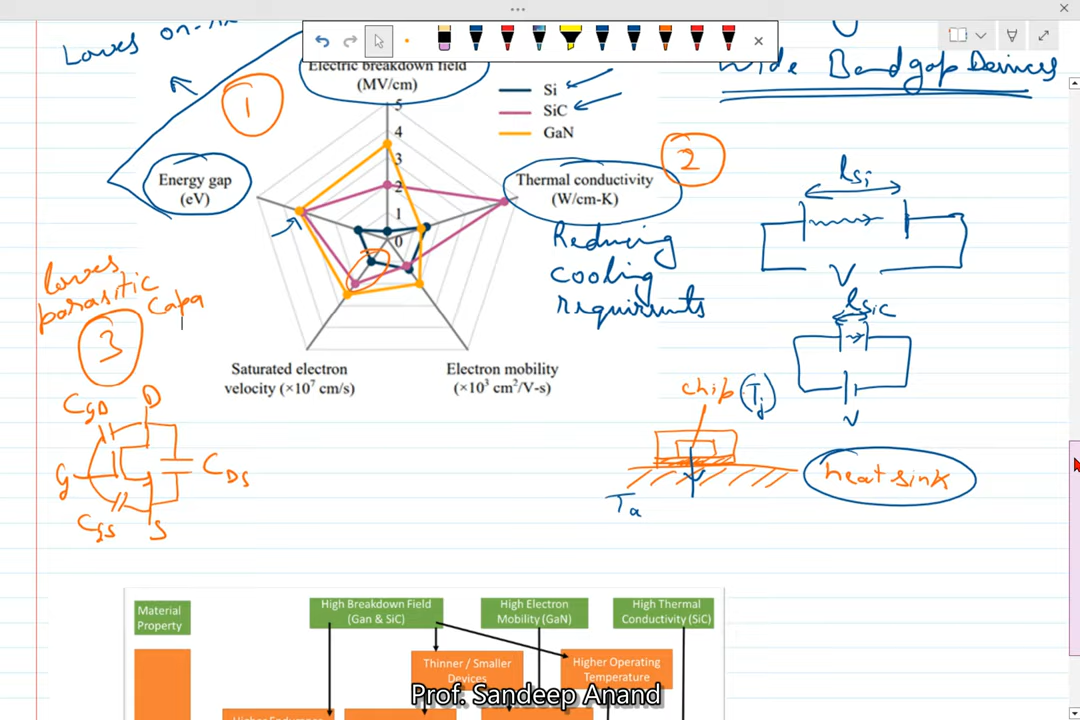 Lowers on-
Wide Bandgap Devices
Electric breakdown field
(MV/cm)
5
4
3
2
1
0
Si
SiC
GaN
1
2
Energy gap
(eV)
Thermal conductivity
(W/cm-K)
lsi
V
Reducing
cooling
requirments
lowers
parasitic
Capa
3
lsic
V
Saturated electron
velocity (×10⁷ cm/s)
Electron mobility
(×10³ cm²/V-s)
chip Tj
heat sink
Ta
CGD
D
G
CDS
CGS
S
Material
Property
High Breakdown Field
(Gan & SiC)
High Electron
Mobility (GaN)
High Thermal
Conductivity (SiC)
Thinner / Smaller
Devices
Higher Operating
Temperature
Prof. Sandeep Anand